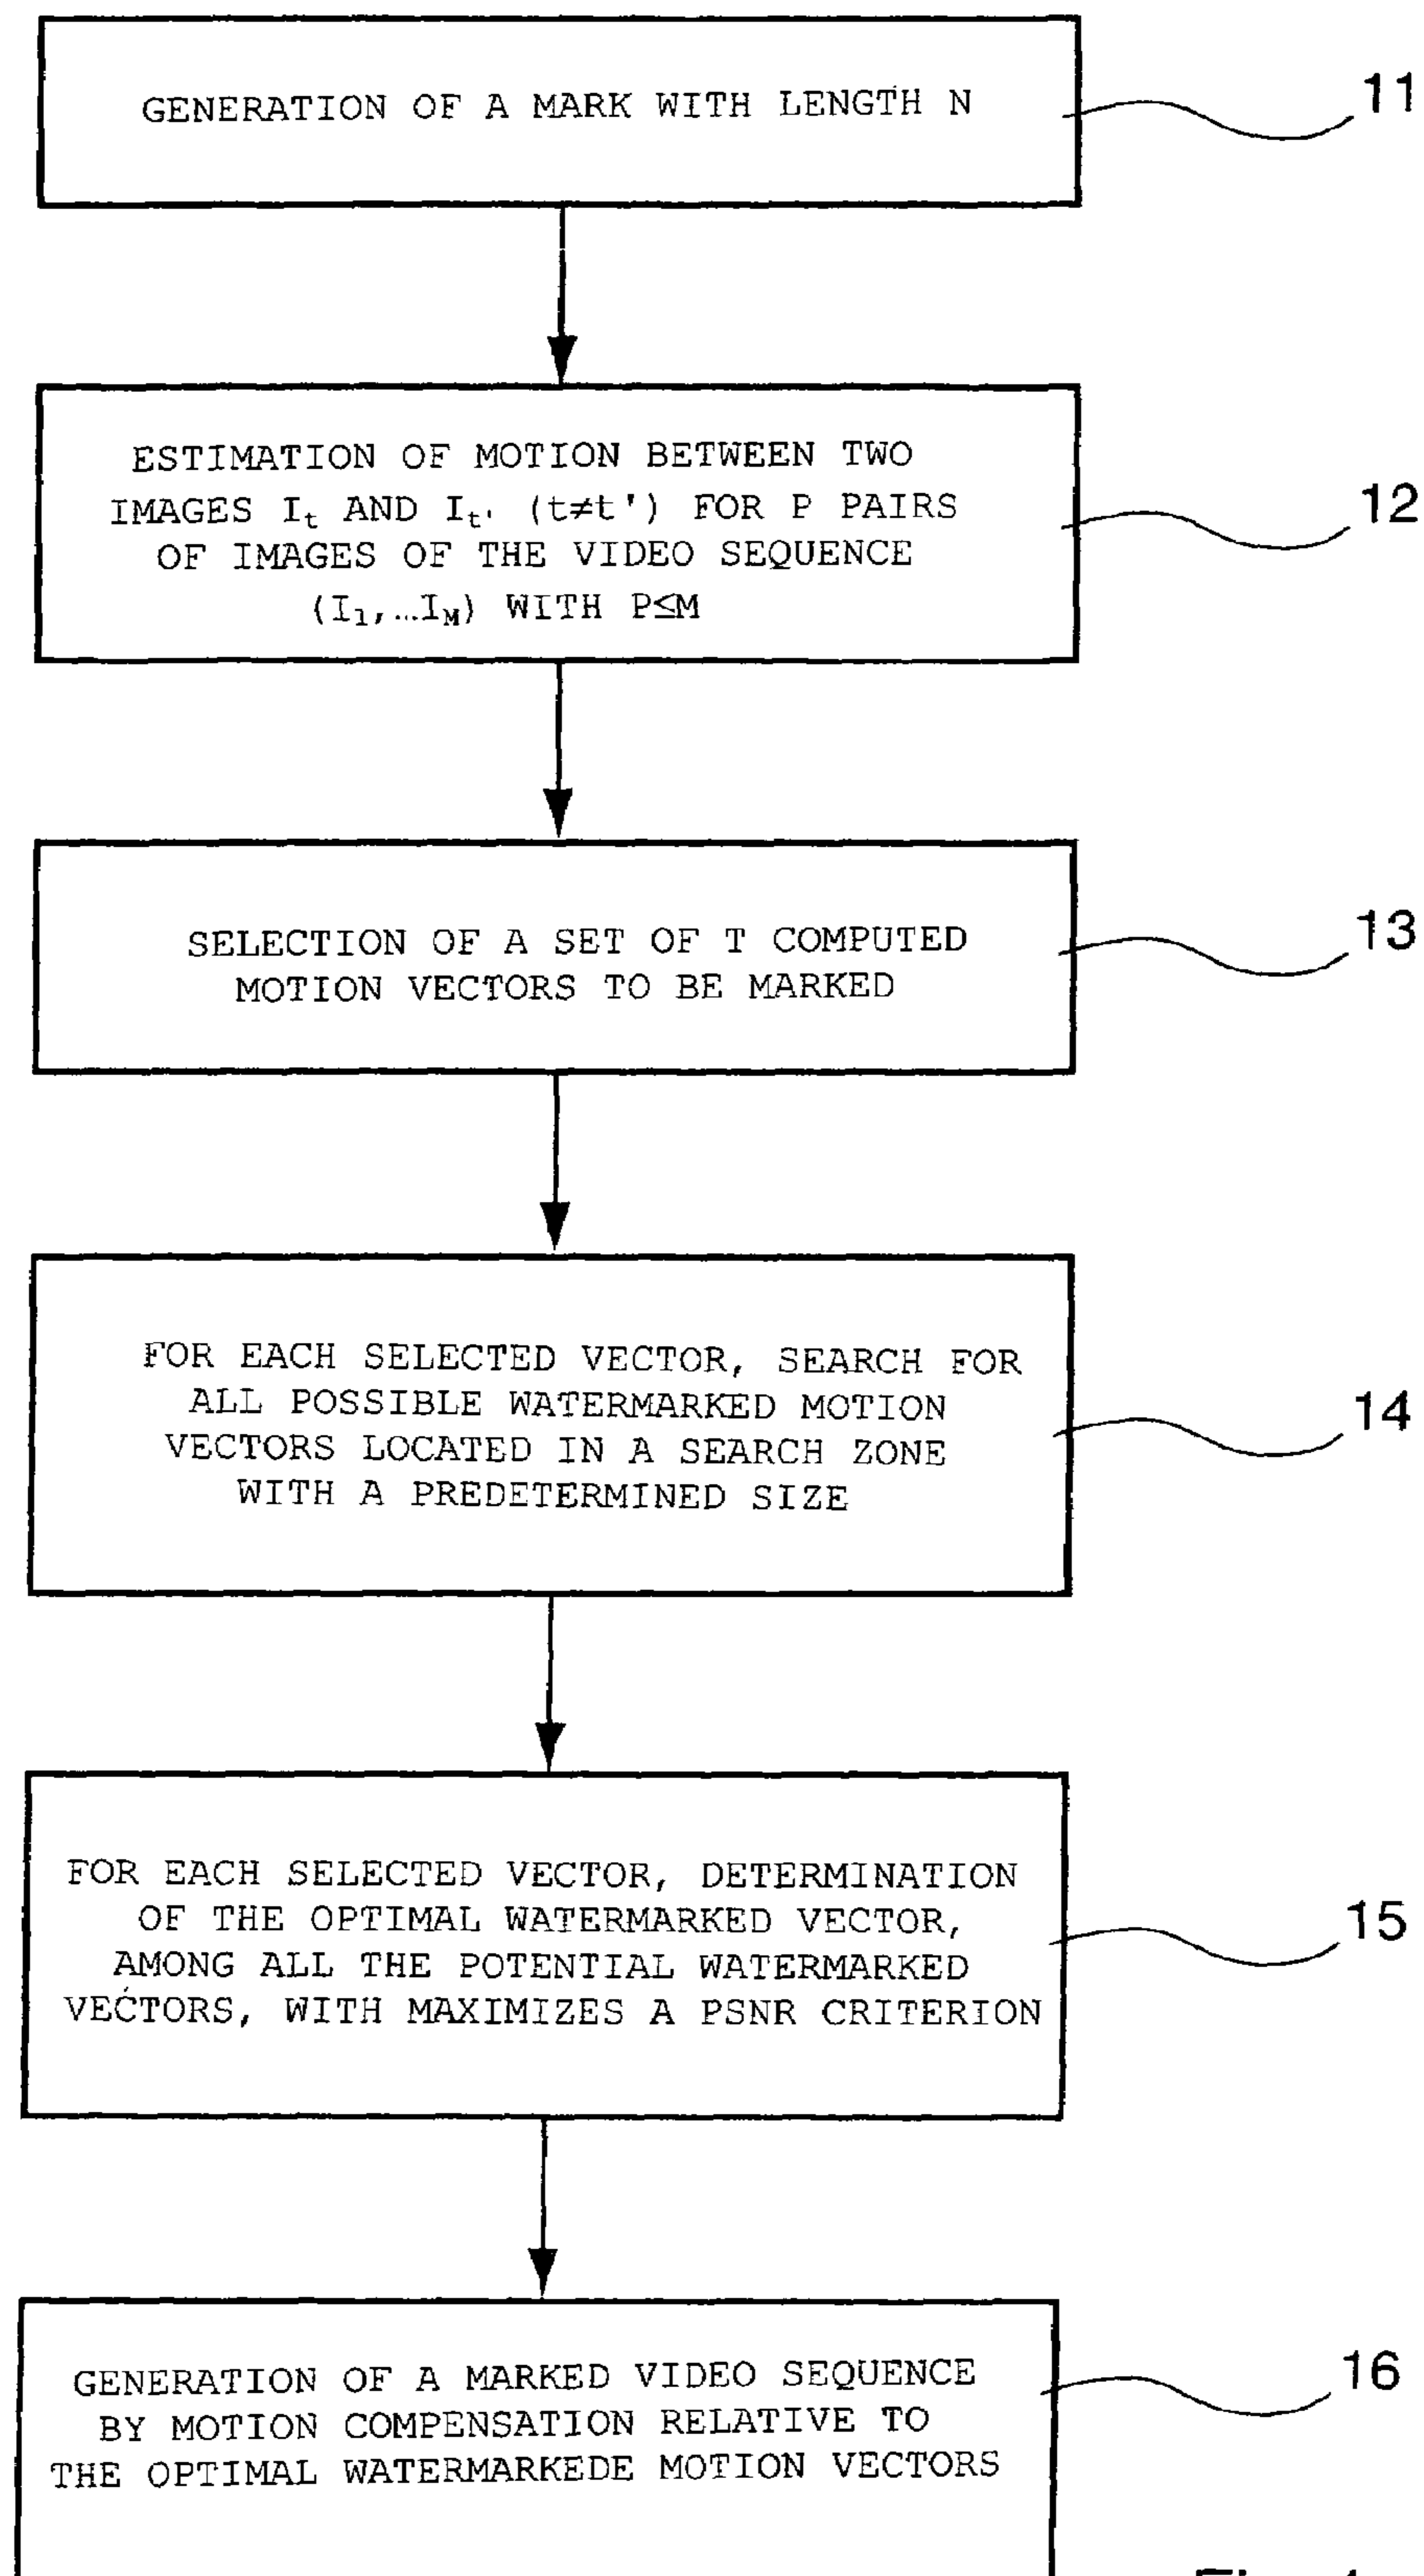 GENERATION OF A MARK WITH LENGTH N
11
ESTIMATION OF MOTION BETWEEN TWO
IMAGES It AND It' (t≠t') FOR P PAIRS
OF IMAGES OF THE VIDEO SEQUENCE
(I1,…IM) WITH P≤M
12
SELECTION OF A SET OF T COMPUTED
MOTION VECTORS TO BE MARKED
13
FOR EACH SELECTED VECTOR, SEARCH FOR
ALL POSSIBLE WATERMARKED MOTION
VECTORS LOCATED IN A SEARCH ZONE
WITH A PREDETERMINED SIZE
14
FOR EACH SELECTED VECTOR, DETERMINATION
OF THE OPTIMAL WATERMARKED VECTOR,
AMONG ALL THE POTENTIAL WATERMARKED
VECTORS, WITH MAXIMIZES A PSNR CRITERION
15
GENERATION OF A MARKED VIDEO SEQUENCE
BY MOTION COMPENSATION RELATIVE TO
THE OPTIMAL WATERMARKEDE MOTION VECTORS
16